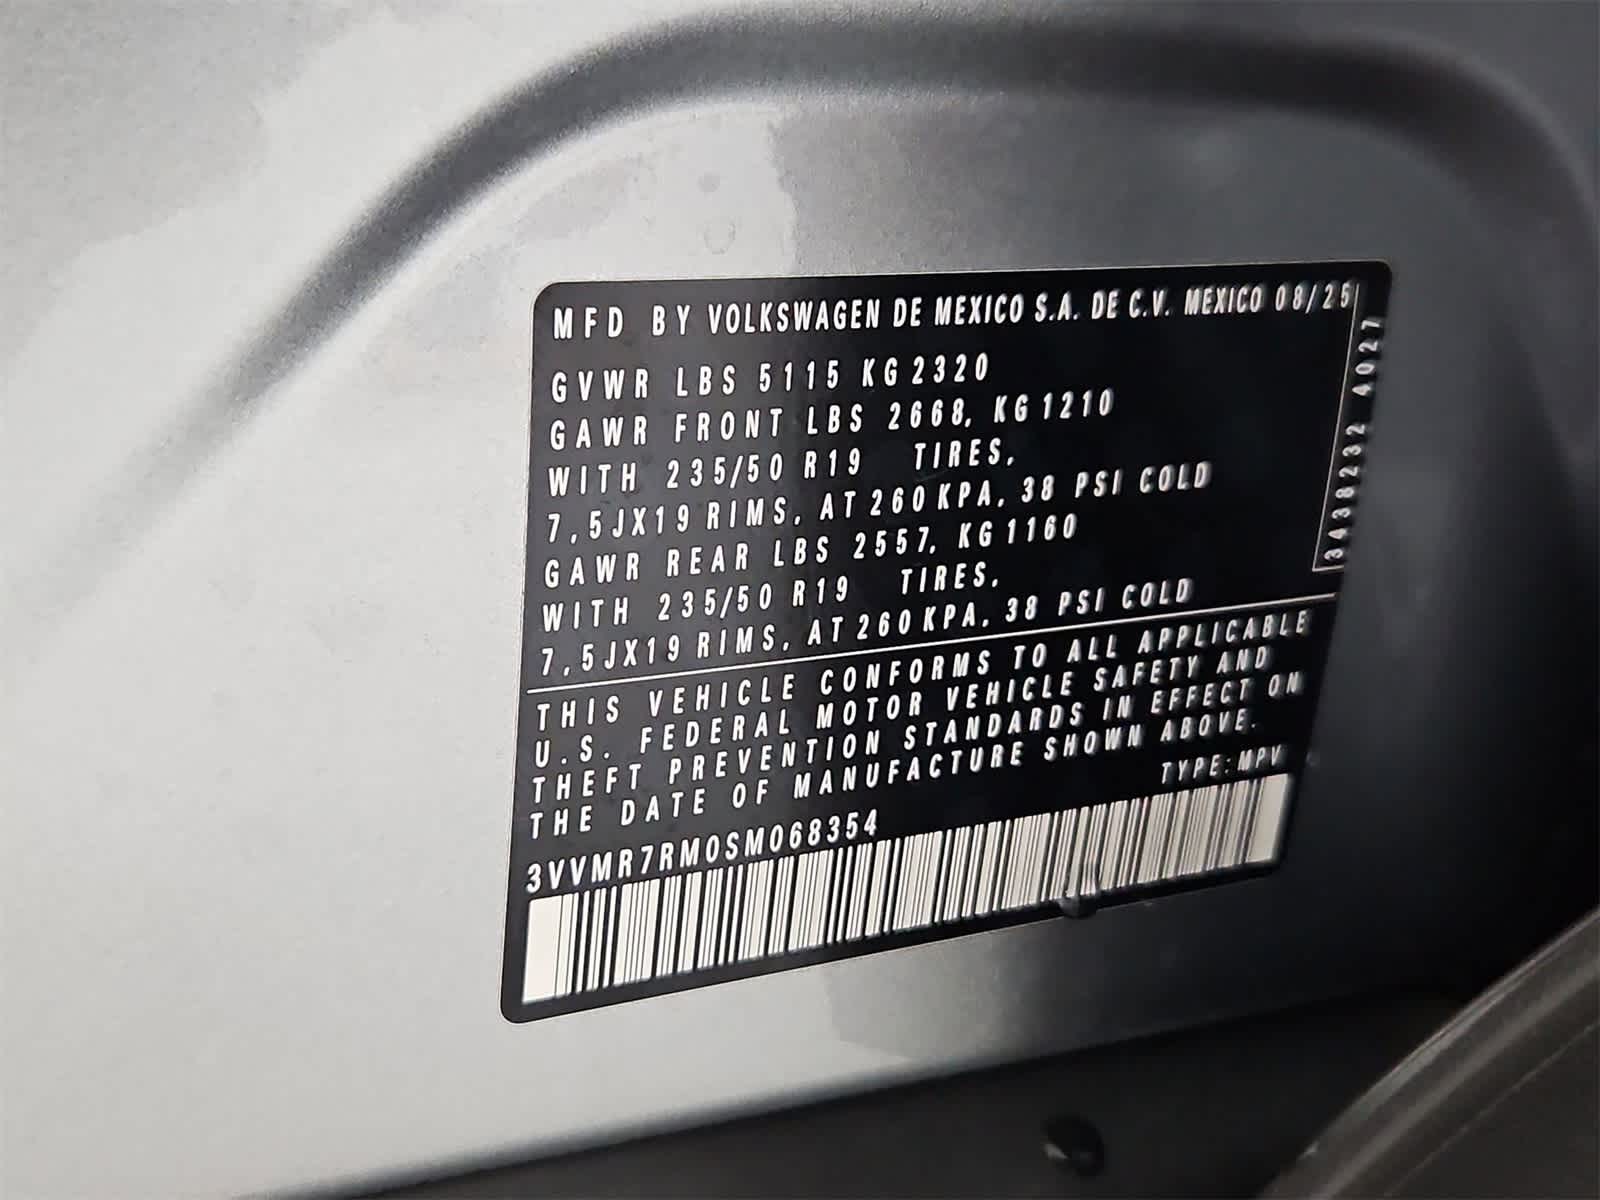 MFD BY VOLKSWAGEN DE MEXICO S.A. DE C.V. MEXICO 08/25
GVWR LBS 5115 KG 2320
GAWR FRONT LBS 2668, KG 1210
WITH 235/50 R19 TIRES,
7,5JX19 RIMS, AT 260 KPA, 38 PSI COLD
GAWR REAR LBS 2557, KG 1160
WITH 235/50 R19 TIRES,
7,5JX19 RIMS, AT 260 KPA, 38 PSI COLD
3438232 4027
THIS VEHICLE CONFORMS TO ALL APPLICABLE
U.S. FEDERAL MOTOR VEHICLE SAFETY AND
THEFT PREVENTION STANDARDS IN EFFECT ON
THE DATE OF MANUFACTURE SHOWN ABOVE.
TYPE: MPV
3VVMR7RM0SM068354